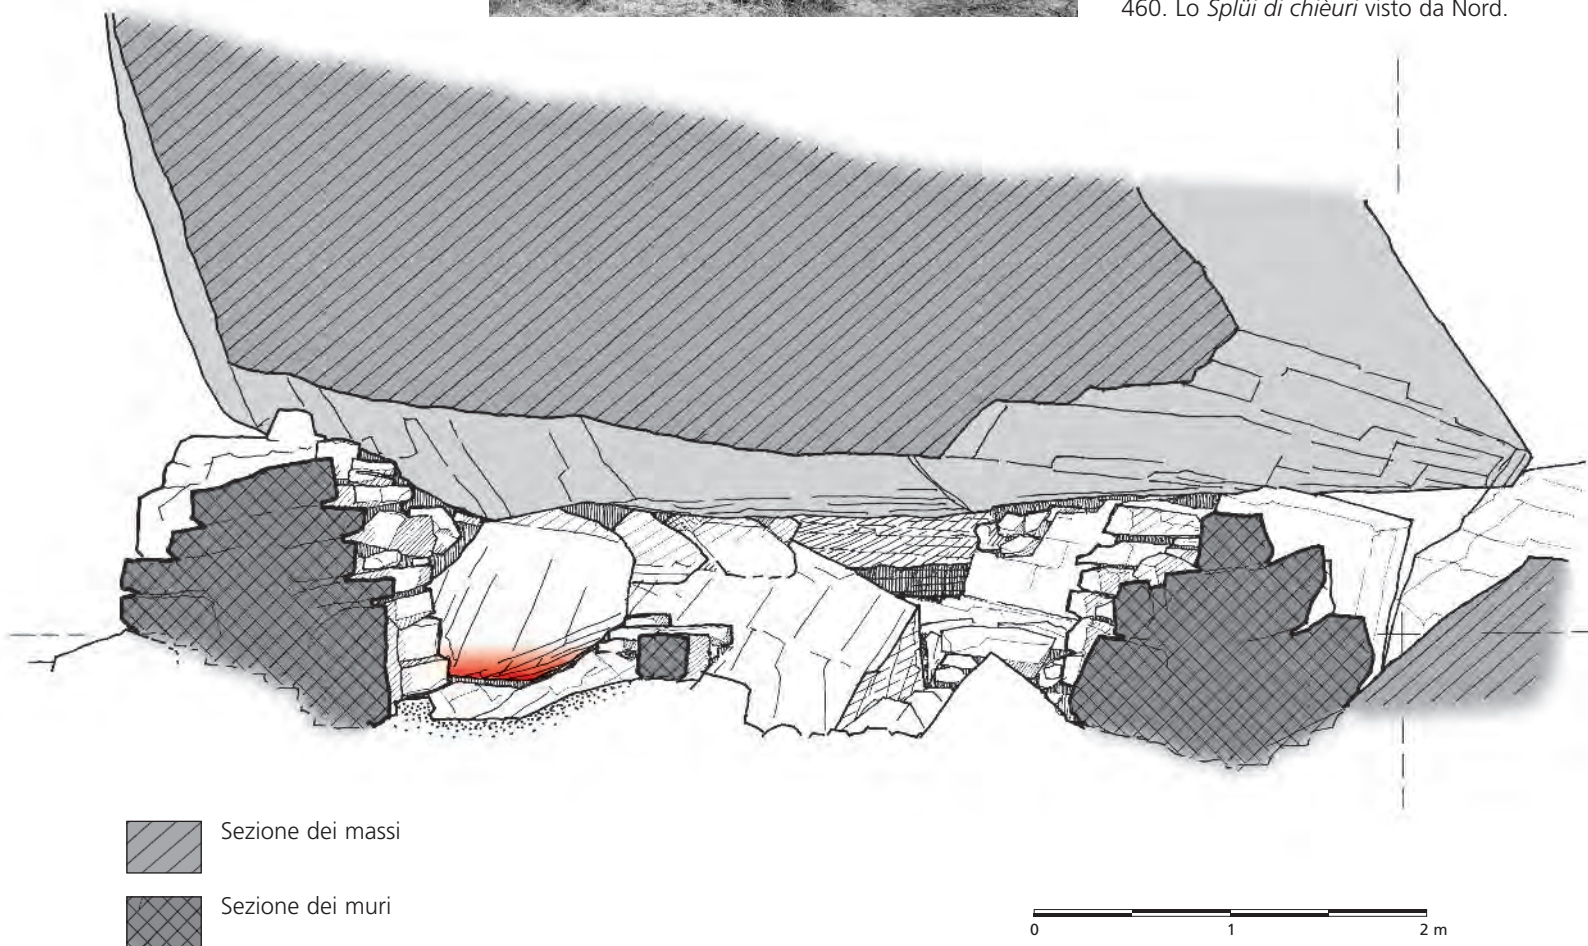 460. Lo Splüi di chièuri visto da Nord.
Sezione dei massi
Sezione dei muri
0 1 2 m